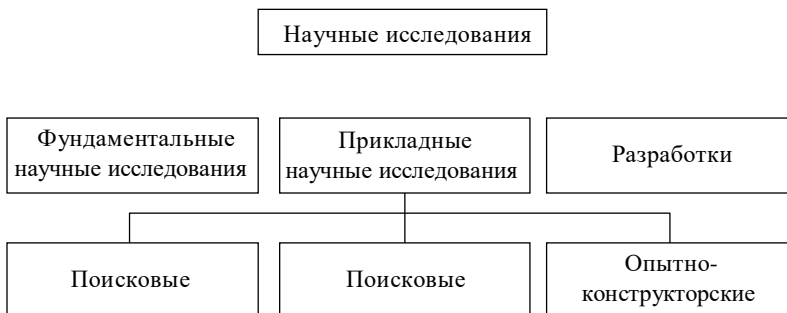 Научные исследования
Фундаментальные
научные исследования
Прикладные
научные исследования
Разработки
Поисковые
Поисковые
Опытно-
конструкторские